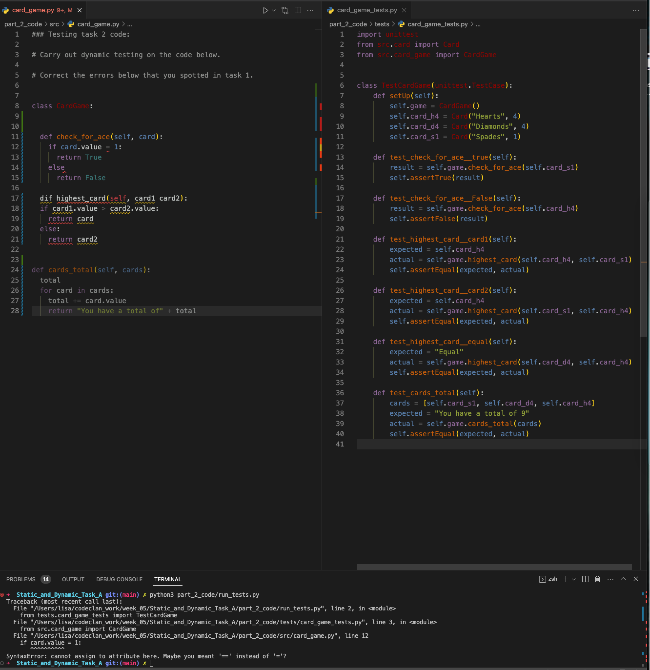 card_game.py 9+, M
card_game_tests.py
part_2_code > src > card_game.py > ...
part_2_code > tests > card_game_tests.py > ...
1 ### Testing task 2 code:
2
3 # Carry out dynamic testing on the code below.
4
5 # Correct the errors below that you spotted in task 1.
6
7
8 class CardGame:
9
10
11 def check_for_ace(self, card):
12 if card.value = 1:
13 return True
14 else
15 return False
16
17 dif highest_card(self, card1 card2):
18 if card1.value > card2.value:
19 return card
20 else:
21 return card2
22
23
24 def cards_total(self, cards):
25 total
26 for card in cards:
27 total += card.value
28 return "You have a total of" + total
1 import unittest
2 from src.card import Card
3 from src.card_game import CardGame
4
5
6 class TestCardGame(unittest.TestCase):
7 def setUp(self):
8 self.game = CardGame()
9 self.card_h4 = Card("Hearts", 4)
10 self.card_d4 = Card("Diamonds", 4)
11 self.card_s1 = Card("Spades", 1)
12
13 def test_check_for_ace__true(self):
14 result = self.game.check_for_ace(self.card_s1)
15 self.assertTrue(result)
16
17
18 def test_check_for_ace__False(self):
19 result = self.game.check_for_ace(self.card_h4)
20 self.assertFalse(result)
20
21 def test_highest_card__card1(self):
22 expected = self.card_h4
23 actual = self.game.highest_card(self.card_h4, self.card_s1)
24 self.assertEqual(expected, actual)
25
26 def test_highest_card__card2(self):
27 expected = self.card_h4
28 actual = self.game.highest_card(self.card_s1, self.card_h4)
29 self.assertEqual(expected, actual)
30
31 def test_highest_card__equal(self):
32 expected = "Equal"
33 actual = self.game.highest_card(self.card_d4, self.card_h4)
34 self.assertEqual(expected, actual)
35
36 def test_cards_total(self):
37 cards = [self.card_s1, self.card_d4, self.card_h4]
38 expected = "You have a total of 9"
39 actual = self.game.cards_total(cards)
40 self.assertEqual(expected, actual)
41
PROBLEMS 14 OUTPUT DEBUG CONSOLE TERMINAL
zsh
Static_and_Dynamic_Task_A git:(main) ✗ python3 part_2_code/run_tests.py
Traceback (most recent call last):
File "/Users/lisa/codeclan_work/week_05/Static_and_Dynamic_Task_A/part_2_code/run_tests.py", line 2, in <module>
from tests.card_game_tests import TestCardGame
File "/Users/lisa/codeclan_work/week_05/Static_and_Dynamic_Task_A/part_2_code/tests/card_game_tests.py", line 3, in <module>
from src.card_game import CardGame
File "/Users/lisa/codeclan_work/week_05/Static_and_Dynamic_Task_A/part_2_code/src/card_game.py", line 12
if card.value = 1:
^^^^^^^^^^
SyntaxError: cannot assign to attribute here. Maybe you meant '==' instead of '='?
Static_and_Dynamic_Task_A git:(main) ✗